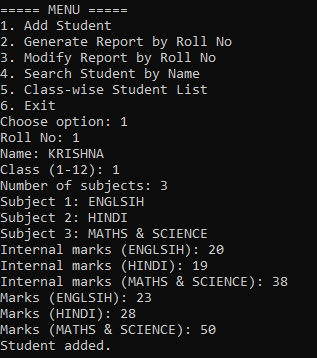 ===== MENU =====
1. Add Student
2. Generate Report by Roll No
3. Modify Report by Roll No
4. Search Student by Name
5. Class-wise Student List
6. Exit
Choose option: 1
Roll No: 1
Name: KRISHNA
Class (1-12): 1
Number of subjects: 3
Subject 1: ENGLSIH
Subject 2: HINDI
Subject 3: MATHS & SCIENCE
Internal marks (ENGLSIH): 20
Internal marks (HINDI): 19
Internal marks (MATHS & SCIENCE): 38
Marks (ENGLSIH): 23
Marks (HINDI): 28
Marks (MATHS & SCIENCE): 50
Student added.